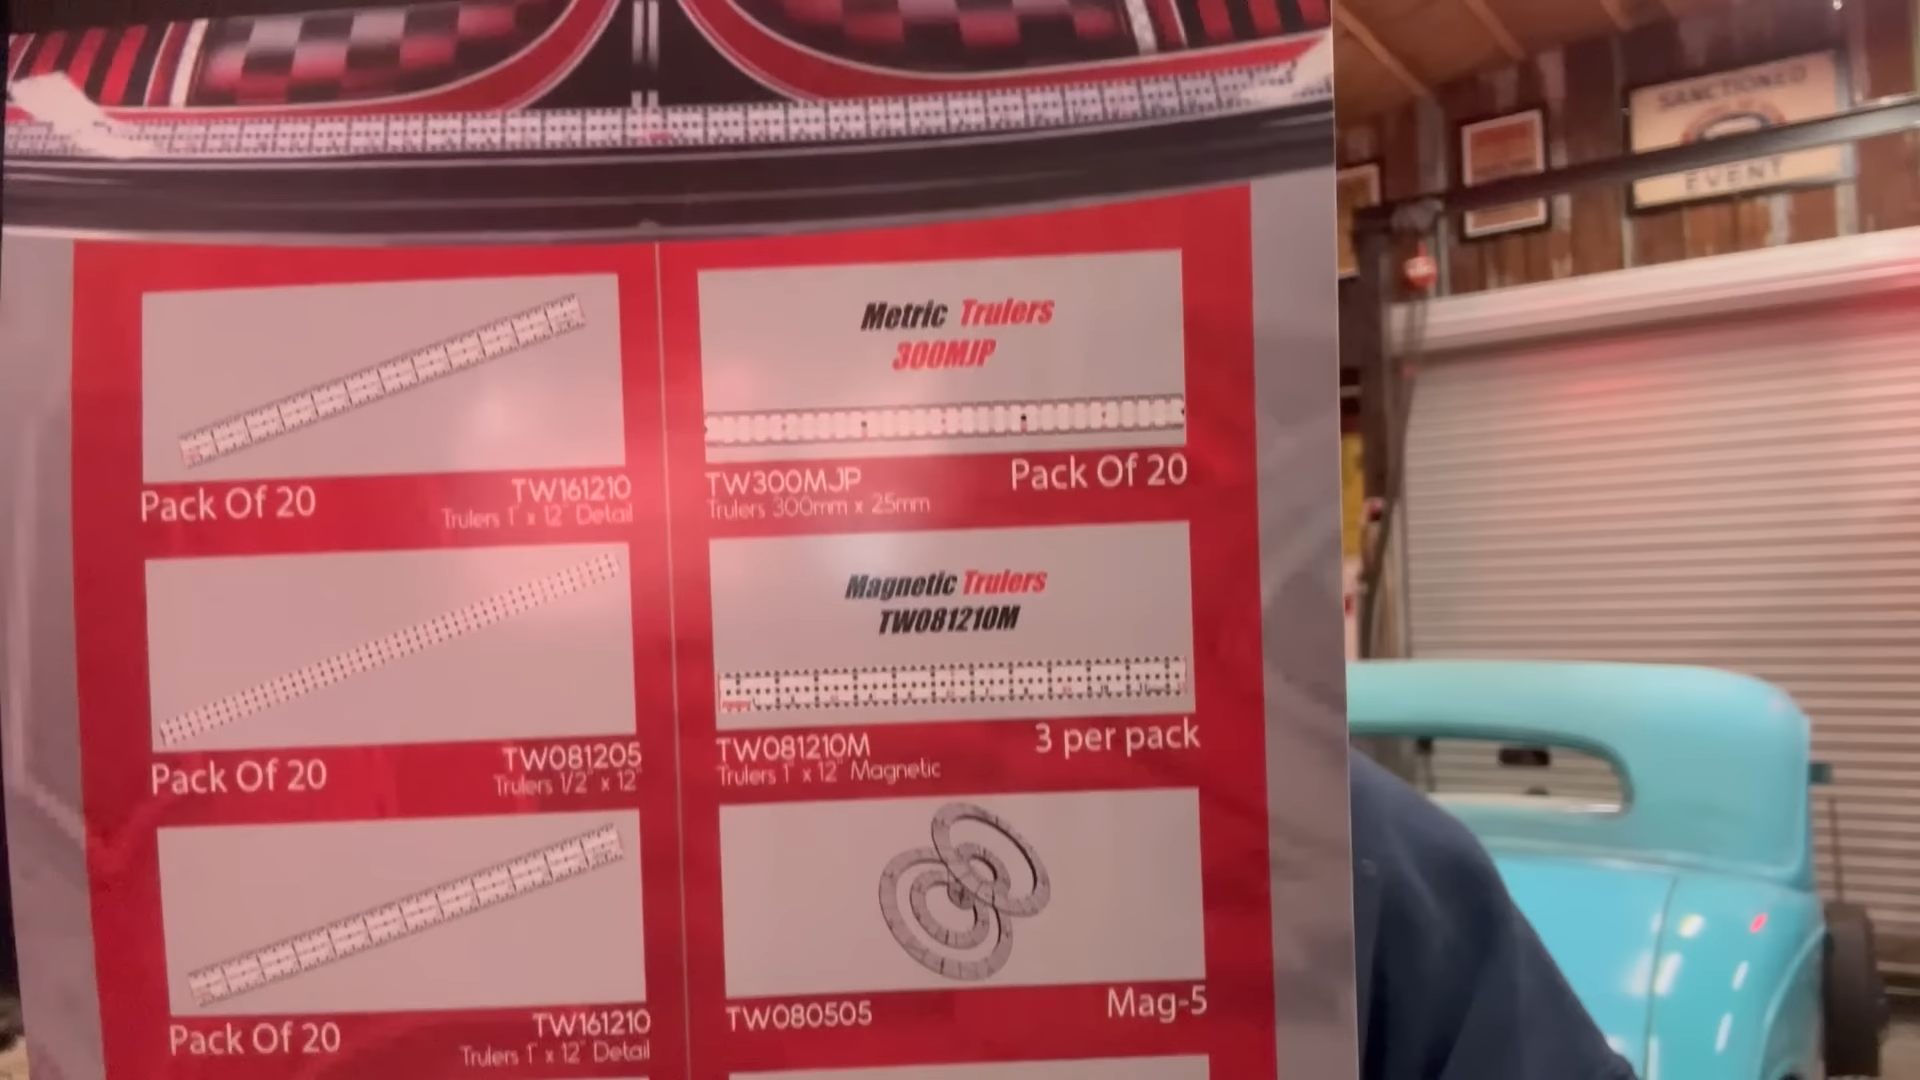 SANCTIONED
EVENT
Pack Of 20
TW161210
Trulers 1" x 12" Detail
Metric Trulers
300MJP
TW300MJP
Pack Of 20
Trulers 300mm x 25mm
Pack Of 20
TW081205
Trulers 1/2" x 12"
Magnetic Trulers
TW081210M
TW081210M
3 per pack
Trulers 1" x 12" Magnetic
Pack Of 20
TW161210
Trulers 1" x 12" Detail
TW080505
Mag-5